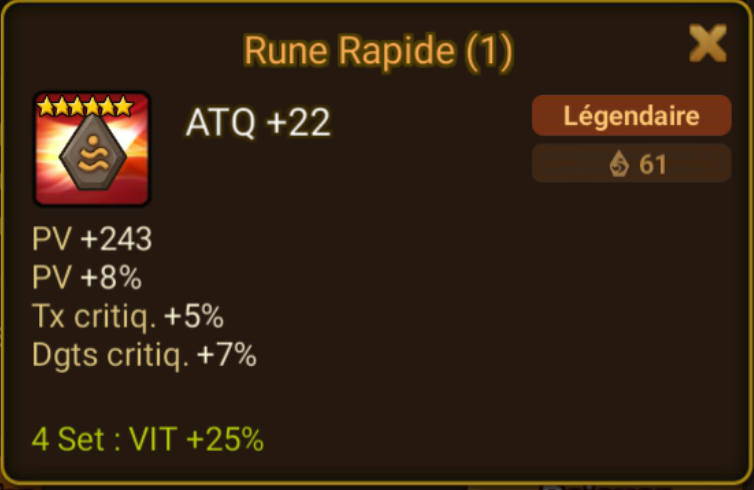 Rune Rapide (1)
ATQ +22
Légendaire
61
PV +243
PV +8%
Tx critiq. +5%
Dgts critiq. +7%
4 Set : VIT +25%